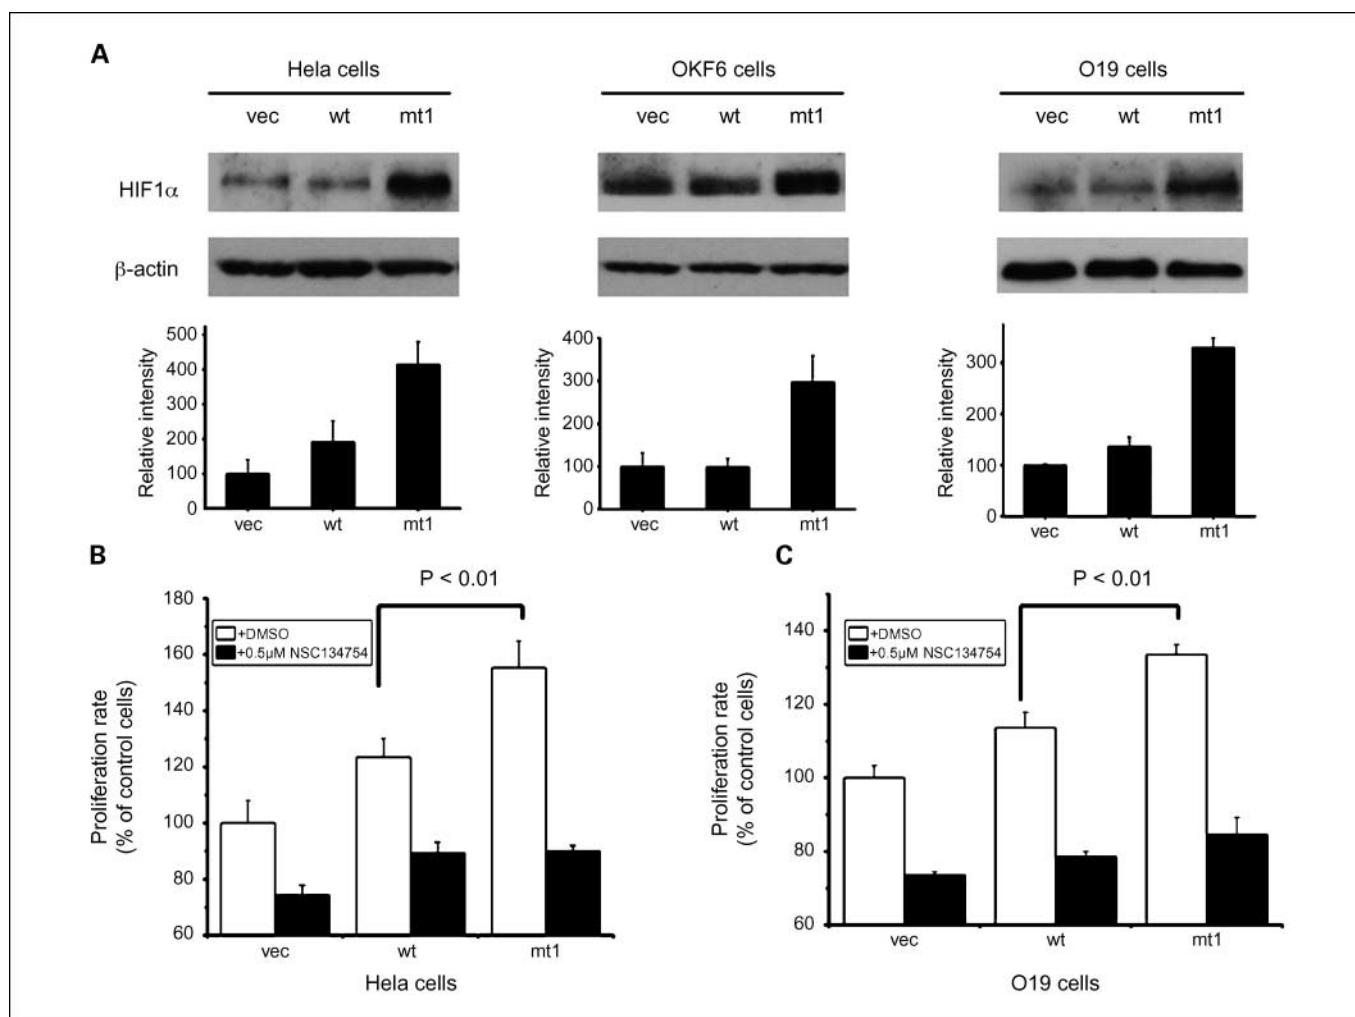 A
Hela cells
OKF6 cells
O19 cells
vec wt mt1
vec wt mt1
vec wt mt1
HIF1α
β-actin
Relative intensity
500
400
300
200
100
0
vec wt mt1
Relative intensity
400
300
200
100
0
vec wt mt1
Relative intensity
300
200
100
0
vec wt mt1
B
P < 0.01
+DMSO
+0.5µM NSC134754
Proliferation rate
(% of control cells)
180
160
140
120
100
80
60
vec wt mt1
Hela cells
C
P < 0.01
+DMSO
+0.5µM NSC134754
Proliferation rate
(% of control cells)
140
120
100
80
60
vec wt mt1
O19 cells